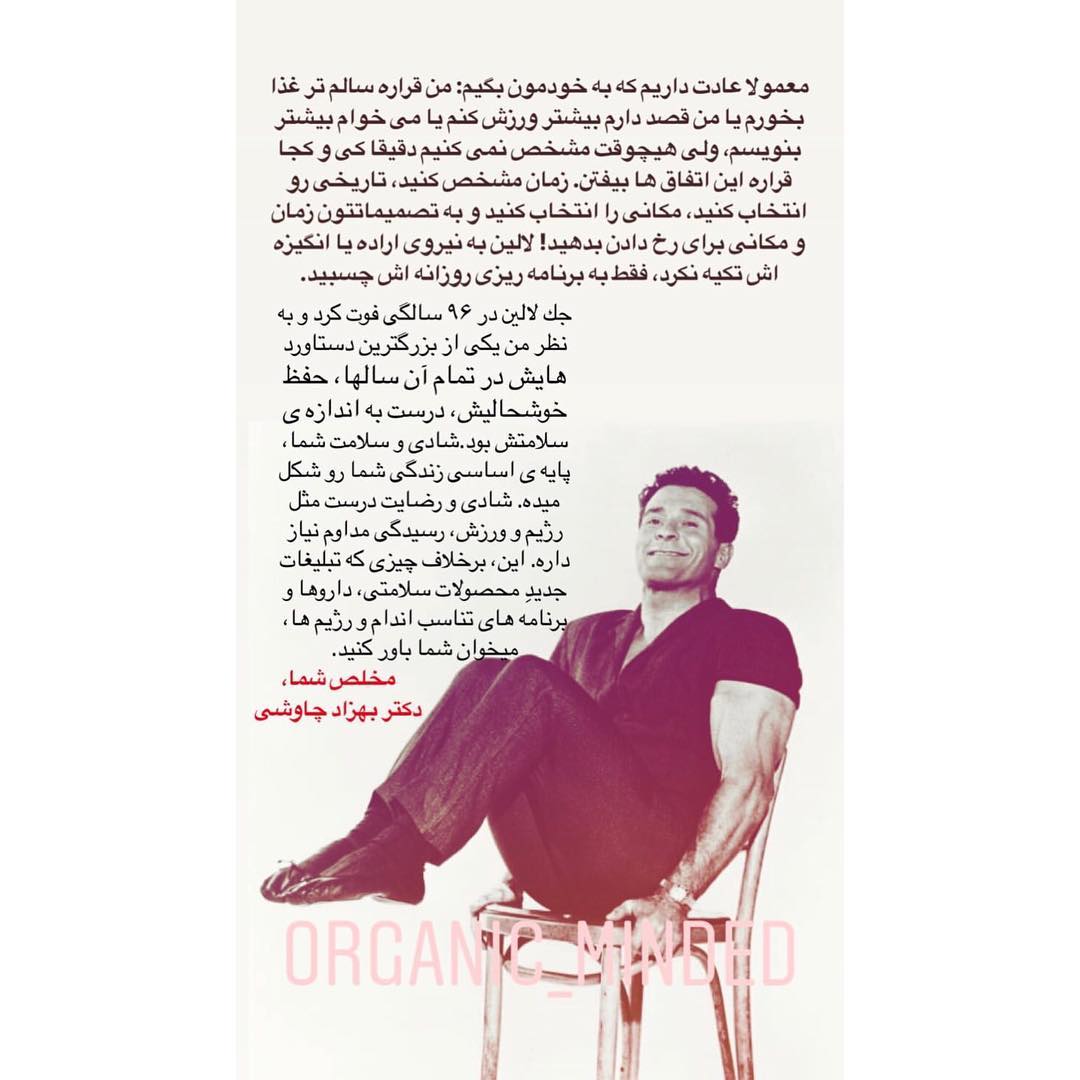 معمولا عادت داریم که به خودمون بگیم: من قراره سالم تر غذا
بخورم یا من قصد دارم بیشتر ورزش کنم یا می خوام بیشتر
بنویسم، ولی هیچوقت مشخص نمی کنیم دقیقا کی و کجا
قراره این اتفاق ها بیفتن. زمان مشخص کنید، تاریخی رو
انتخاب کنید، مکانی را انتخاب کنید و به تصمیماتتون زمان
و مکانی برای رخ دادن بدهید! لالین به نیروی اراده یا انگیزه
اش تکیه نکرد، فقط به برنامه ریزی روزانه اش چسبید.
جك لالین در ۹۶ سالگی فوت کرد و به
نظر من یکی از بزرگترین دستاورد
هایش در تمام آن سالها، حفظ
خوشحالیش، درست به اندازه ی
سلامتش بود.شادی و سلامت شما،
پایه ی اساسی زندگی شما رو شکل
میده. شادی و رضایت درست مثل
رژیم و ورزش، رسیدگی مداوم نیاز
داره. این، برخلاف چیزی که تبلیغات
جدیدِ محصولات سلامتی، داروها و
برنامه های تناسب اندام و رژیم ها،
میخوان شما باور کنید.
مخلص شما،
دکتر بهزاد چاوشی
ORGANIC_MINDED